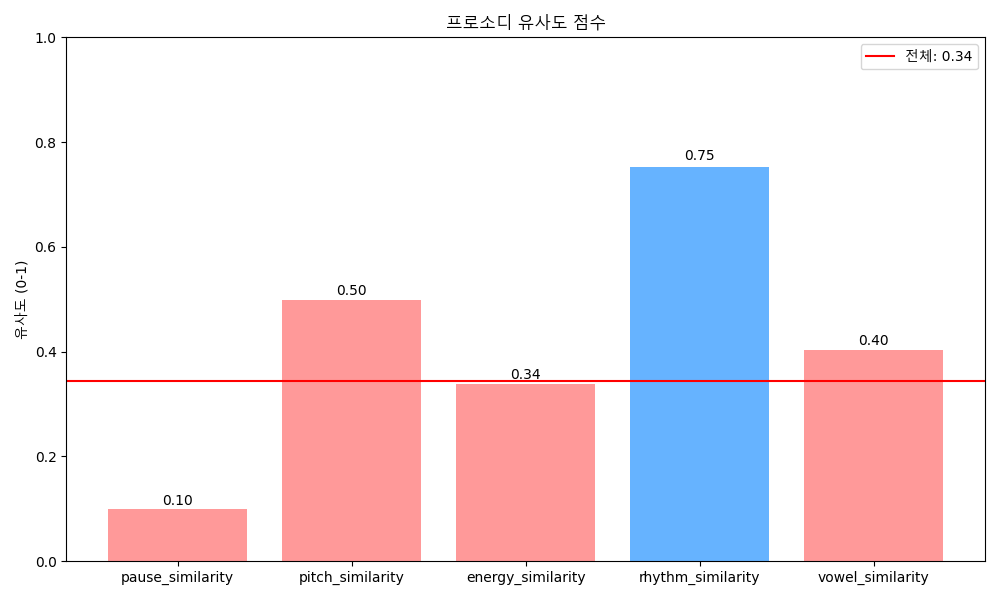 프로소디 유사도 점수
전체: 0.34
유사도 (0-1)
1.0
0.8
0.6
0.4
0.2
0.0
0.10
0.50
0.34
0.75
0.40
pause_similarity
pitch_similarity
energy_similarity
rhythm_similarity
vowel_similarity